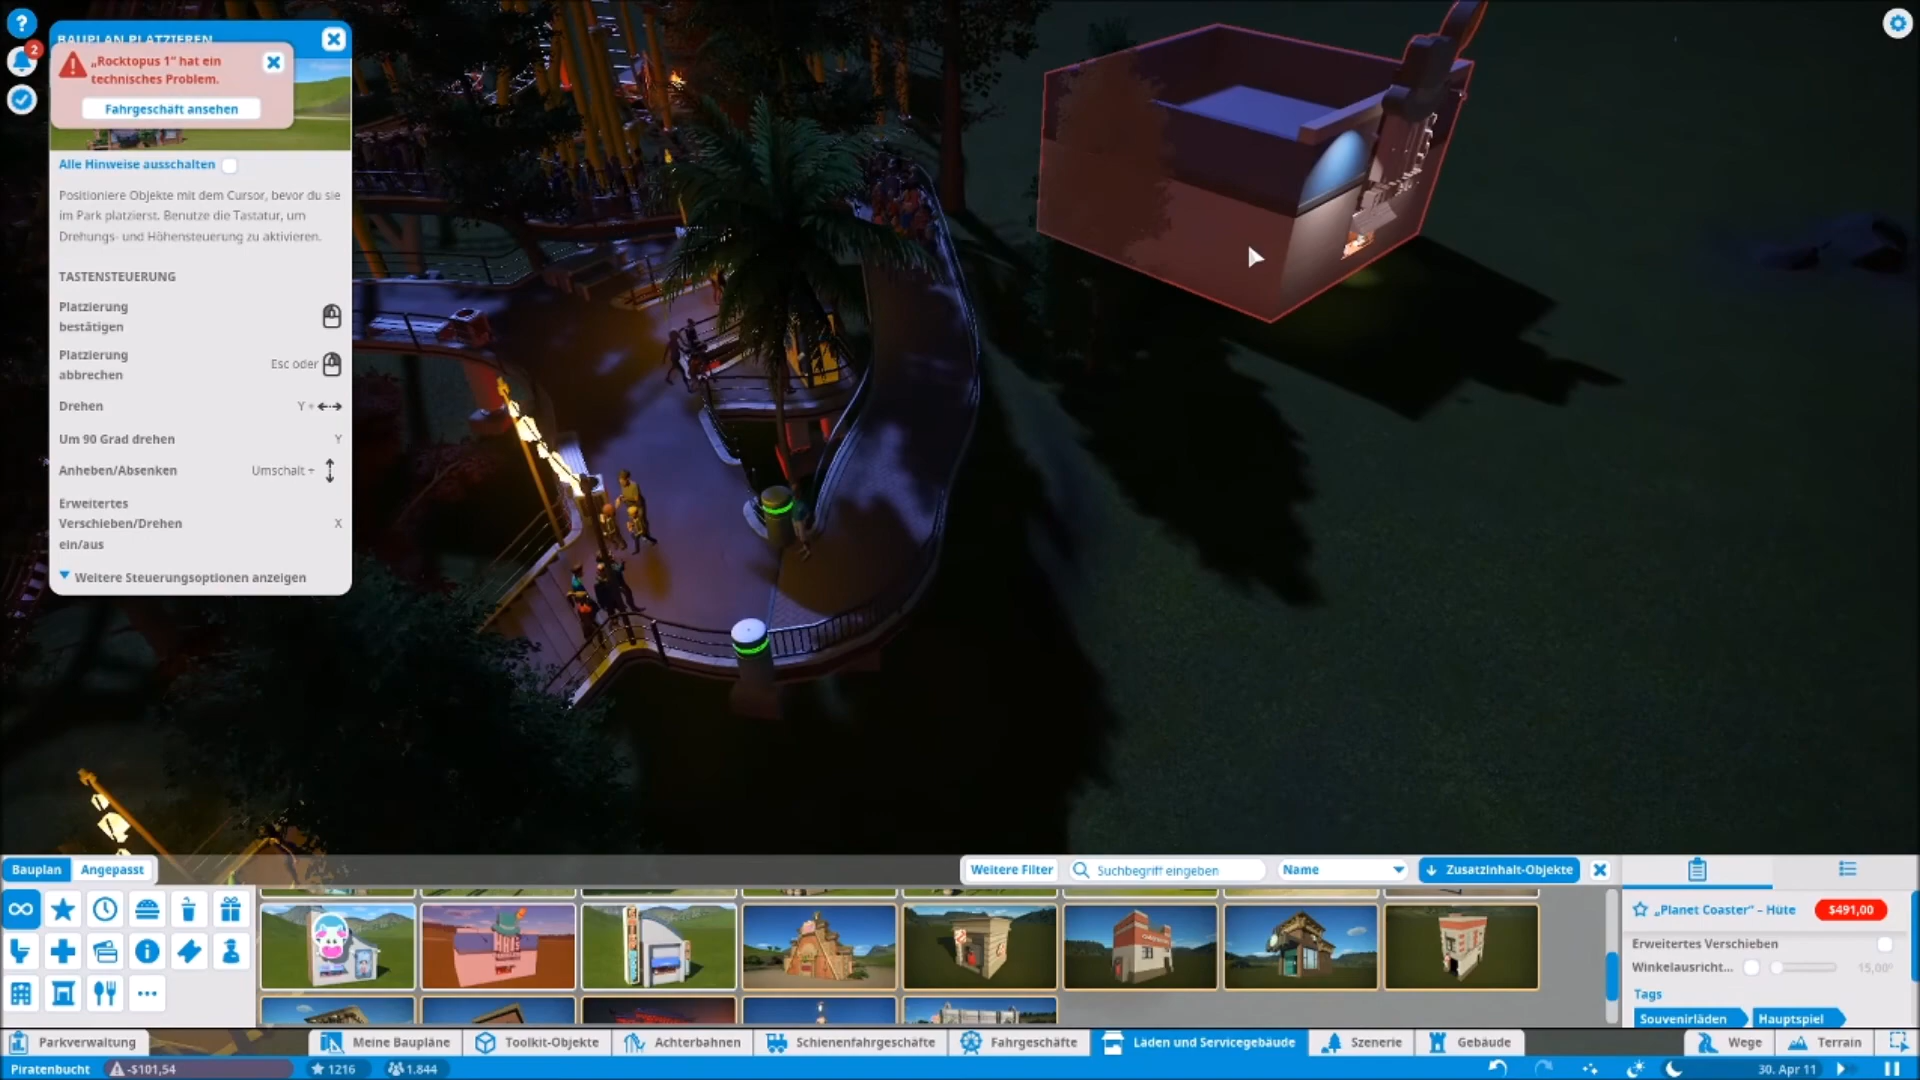 BAUPLAN PLATZIEREN
2
„Rocktopus 1“ hat ein
technisches Problem.
Fahrgeschäft ansehen
Alle Hinweise ausschalten
Positioniere Objekte mit dem Cursor, bevor du sie
im Park platzierst. Benutze die Tastatur, um
Drehungs- und Höhensteuerung zu aktivieren.
TASTENSTEUERUNG
Platzierung
bestätigen
Platzierung
abbrechen
Esc oder
Drehen
Y +
Um 90 Grad drehen
Y
Anheben/Absenken
Umschalt +
Erweitertes
Verschieben/Drehen
ein/aus
X
Weitere Steuerungsoptionen anzeigen
Bauplan
Angepasst
Weitere Filter
Suchbegriff eingeben
Name
Zusatzinhalt-Objekte
„Planet Coaster“ – Hüte
$491,00
Erweitertes Verschieben
Winkelausricht...
15,00°
Tags
Souvenirläden
Hauptspiel
Parkverwaltung
Meine Baupläne
Toolkit-Objekte
Achterbahnen
Schienenfahrgeschäfte
Fahrgeschäfte
Läden und Servicegebäude
Szenerie
Gebäude
Wege
Terrain
Piratenbucht
-$101,54
1216
1.844
30. Apr 11